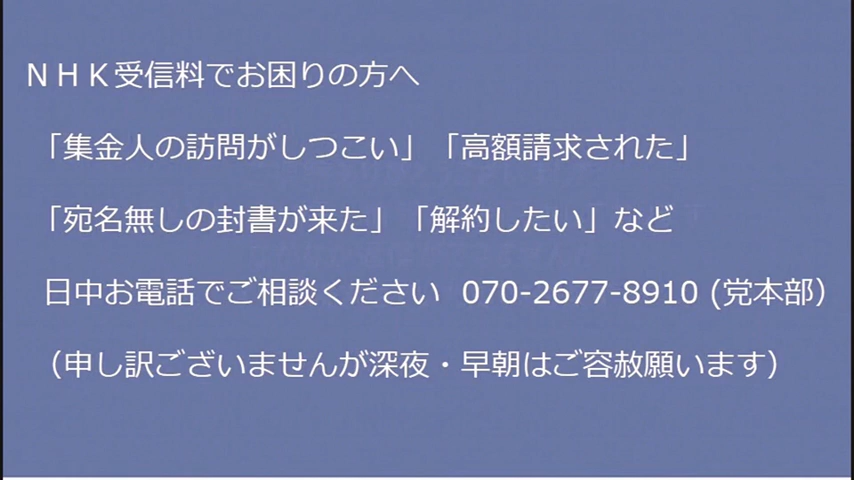 ＮＨＫ受信料でお困りの方へ
「集金人の訪問がしつこい」「高額請求された」
「宛名無しの封書が来た」「解約したい」など
日中お電話でご相談ください 070-2677-8910 (党本部）
（申し訳ございませんが深夜・早朝はご容赦願います）